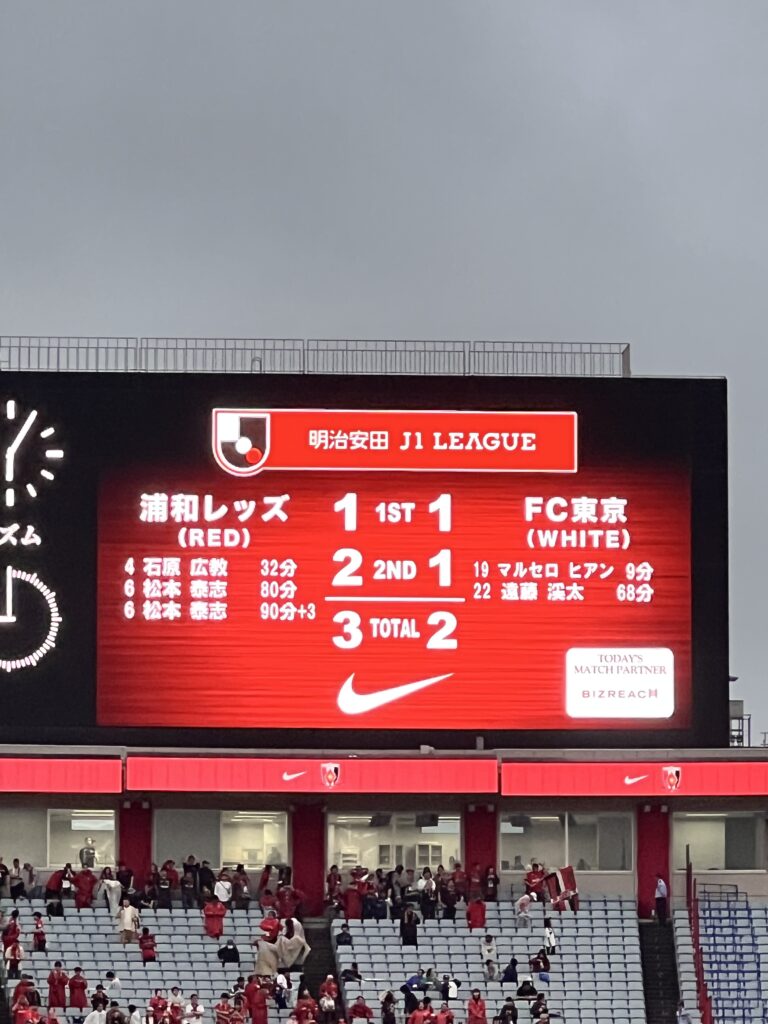 明治安田 J1 LEAGUE
浦和レッズ 1 1ST 1 FC東京
(RED) (WHITE)
4 石原 広教 32分 2 2ND 1 19 マルセロ ヒアン 9分
6 松本 泰志 80分 22 遠藤 渓太 68分
6 松本 泰志 90分+3 3 TOTAL 2
ズム
TODAY'S
MATCH PARTNER
BIZREACH